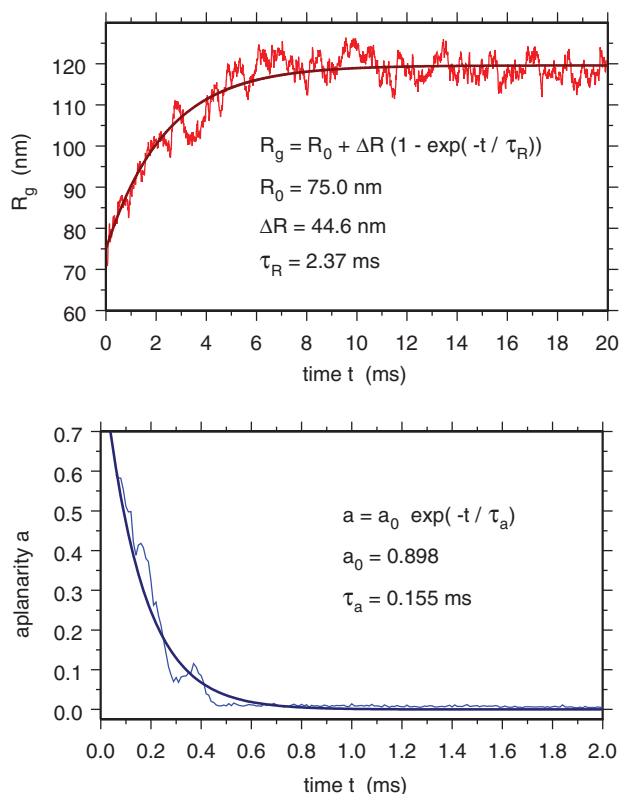 120
110
100
90
80
70
60
R_g (nm)
R_g = R_0 + ΔR (1 - exp( -t / τ_R))
R_0 = 75.0 nm
ΔR = 44.6 nm
τ_R = 2.37 ms
0 2 4 6 8 10 12 14 16 18 20
time t (ms)
0.7
0.6
0.5
0.4
0.3
0.2
0.1
0.0
aplanarity a
a = a_0 exp( -t / τ_a)
a_0 = 0.898
τ_a = 0.155 ms
0.0 0.2 0.4 0.6 0.8 1.0 1.2 1.4 1.6 1.8 2.0
time t (ms)